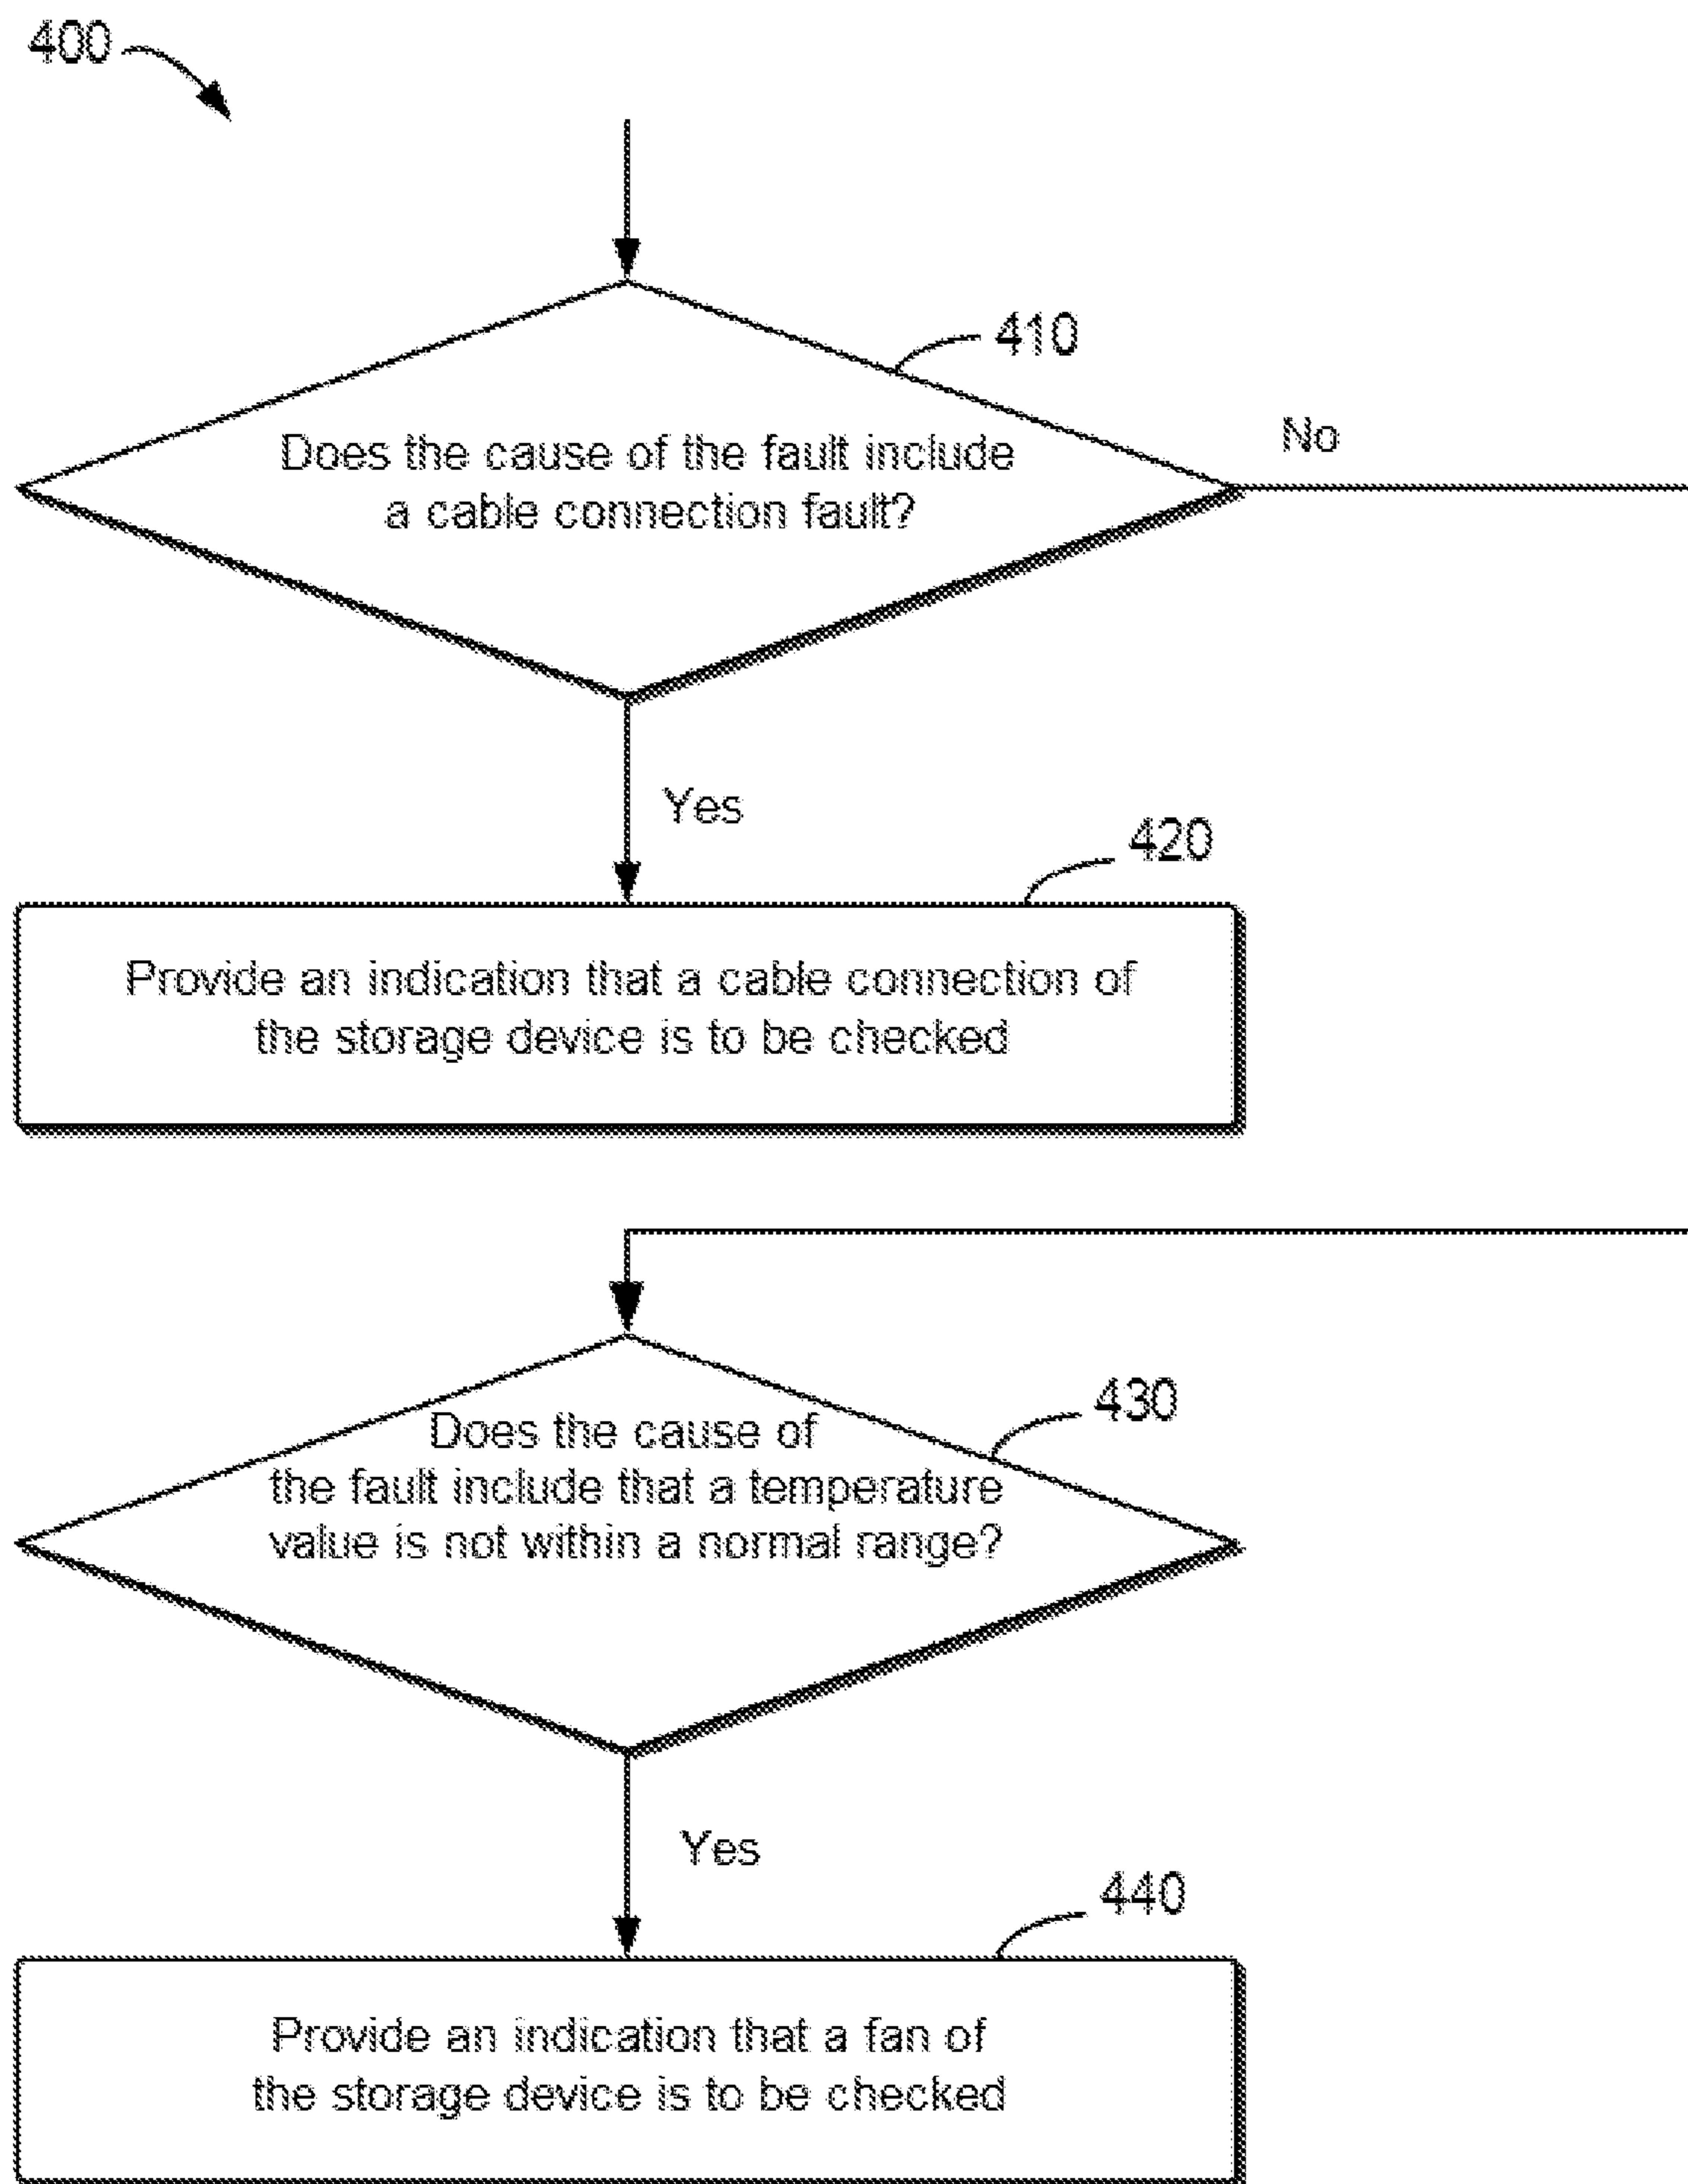 400
410
Does the cause of the fault include
a cable connection fault?
No
Yes
420
Provide an indication that a cable connection of
the storage device is to be checked
430
Does the cause of
the fault include that a temperature
value is not within a normal range?
Yes
440
Provide an indication that a fan of
the storage device is to be checked